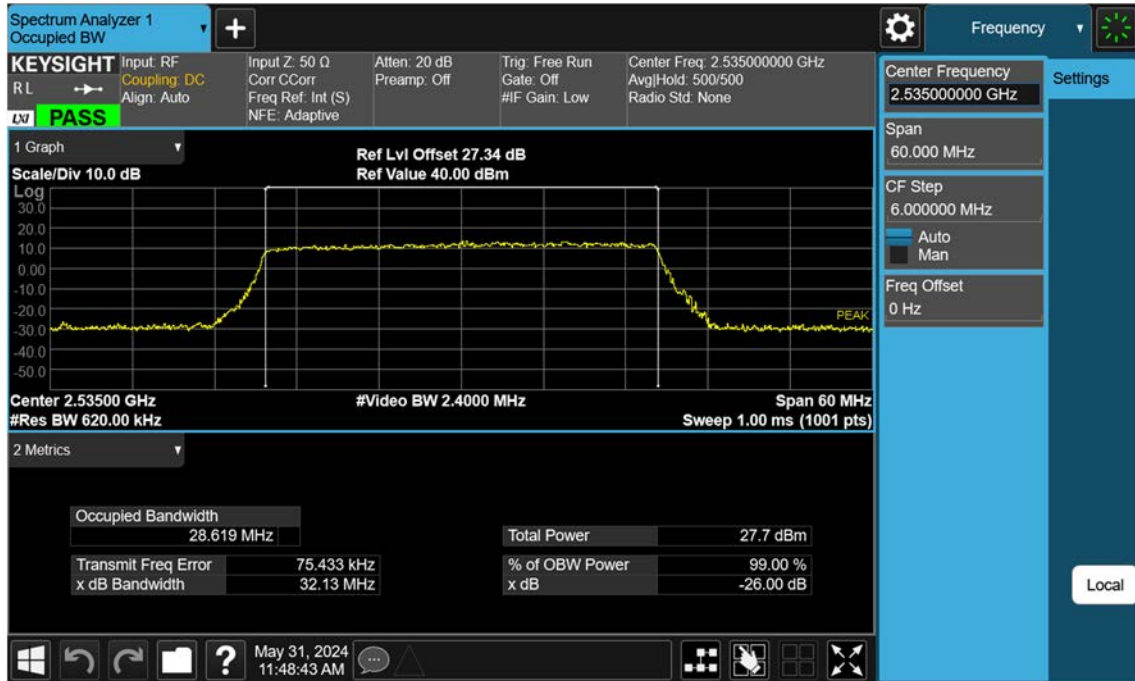 Spectrum Analyzer 1
Occupied BW
+
Frequency
KEYSIGHT
R L
LXI
PASS
Input: RF
Coupling: DC
Align: Auto
Input Z: 50 Ω
Corr CCorr
Freq Ref: Int (S)
NFE: Adaptive
Atten: 20 dB
Preamp: Off
Trig: Free Run
Gate: Off
#IF Gain: Low
Center Freq: 2.535000000 GHz
Avg|Hold: 500/500
Radio Std: None
Center Frequency
2.535000000 GHz
Settings
Span
60.000 MHz
CF Step
6.000000 MHz
Auto
Man
Freq Offset
0 Hz
Local
1 Graph
Scale/Div 10.0 dB
Ref Lvl Offset 27.34 dB
Ref Value 40.00 dBm
Log
30.0
20.0
10.0
0.00
-10.0
-20.0
-30.0
-40.0
-50.0
PEAK
Center 2.53500 GHz
#Video BW 2.4000 MHz
Span 60 MHz
#Res BW 620.00 kHz
Sweep 1.00 ms (1001 pts)
2 Metrics
Occupied Bandwidth
28.619 MHz
Total Power 27.7 dBm
Transmit Freq Error 75.433 kHz
% of OBW Power 99.00 %
x dB Bandwidth 32.13 MHz
x dB -26.00 dB
?
May 31, 2024
11:48:43 AM